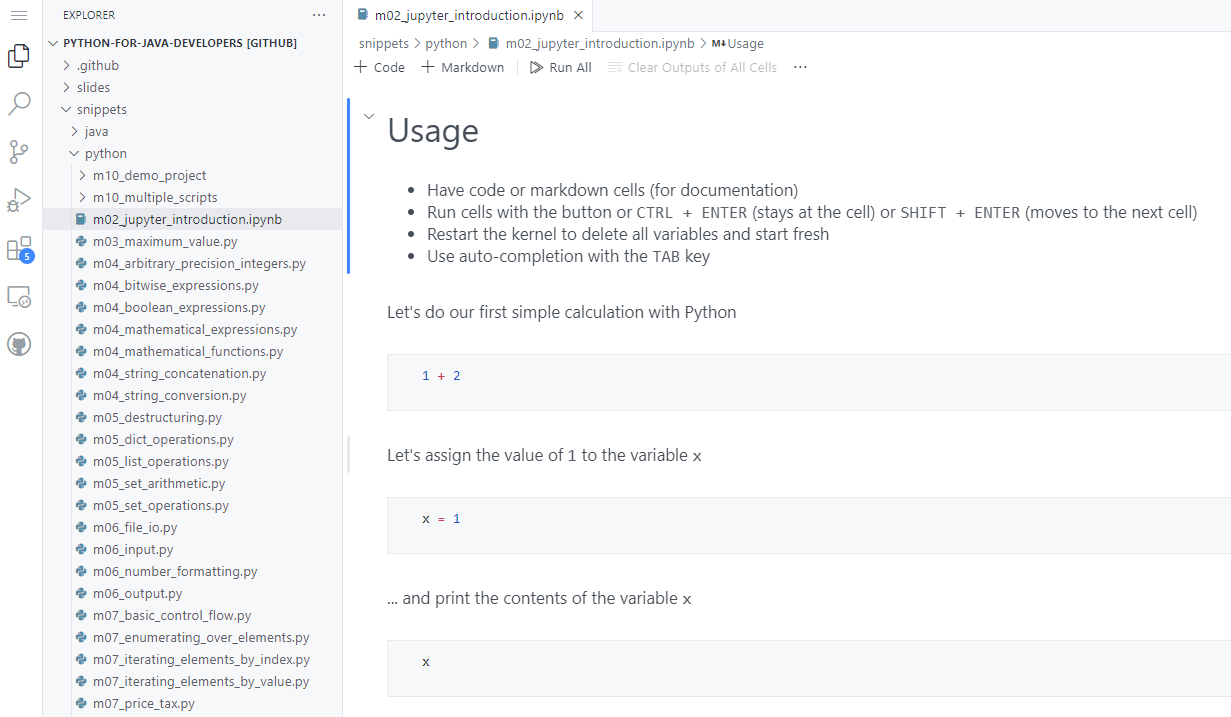 EXPLORER
PYTHON-FOR-JAVA-DEVELOPERS [GITHUB]
.github
slides
snippets
java
python
m10_demo_project
m10_multiple_scripts
m02_jupyter_introduction.ipynb
m03_maximum_value.py
m04_arbitrary_precision_integers.py
m04_bitwise_expressions.py
m04_boolean_expressions.py
m04_mathematical_expressions.py
m04_mathematical_functions.py
m04_string_concatenation.py
m04_string_conversion.py
m05_destructuring.py
m05_dict_operations.py
m05_list_operations.py
m05_set_arithmetic.py
m05_set_operations.py
m06_file_io.py
m06_input.py
m06_number_formatting.py
m06_output.py
m07_basic_control_flow.py
m07_enumerating_over_elements.py
m07_iterating_elements_by_index.py
m07_iterating_elements_by_value.py
m07_price_tax.py
5
m02_jupyter_introduction.ipynb
snippets > python > m02_jupyter_introduction.ipynb > M↓Usage
+ Code + Markdown Run All Clear Outputs of All Cells ...
Usage
• Have code or markdown cells (for documentation)
• Run cells with the button or CTRL + ENTER (stays at the cell) or SHIFT + ENTER (moves to the next cell)
• Restart the kernel to delete all variables and start fresh
• Use auto-completion with the TAB key
Let's do our first simple calculation with Python
1 + 2
Let's assign the value of 1 to the variable x
x = 1
... and print the contents of the variable x
x